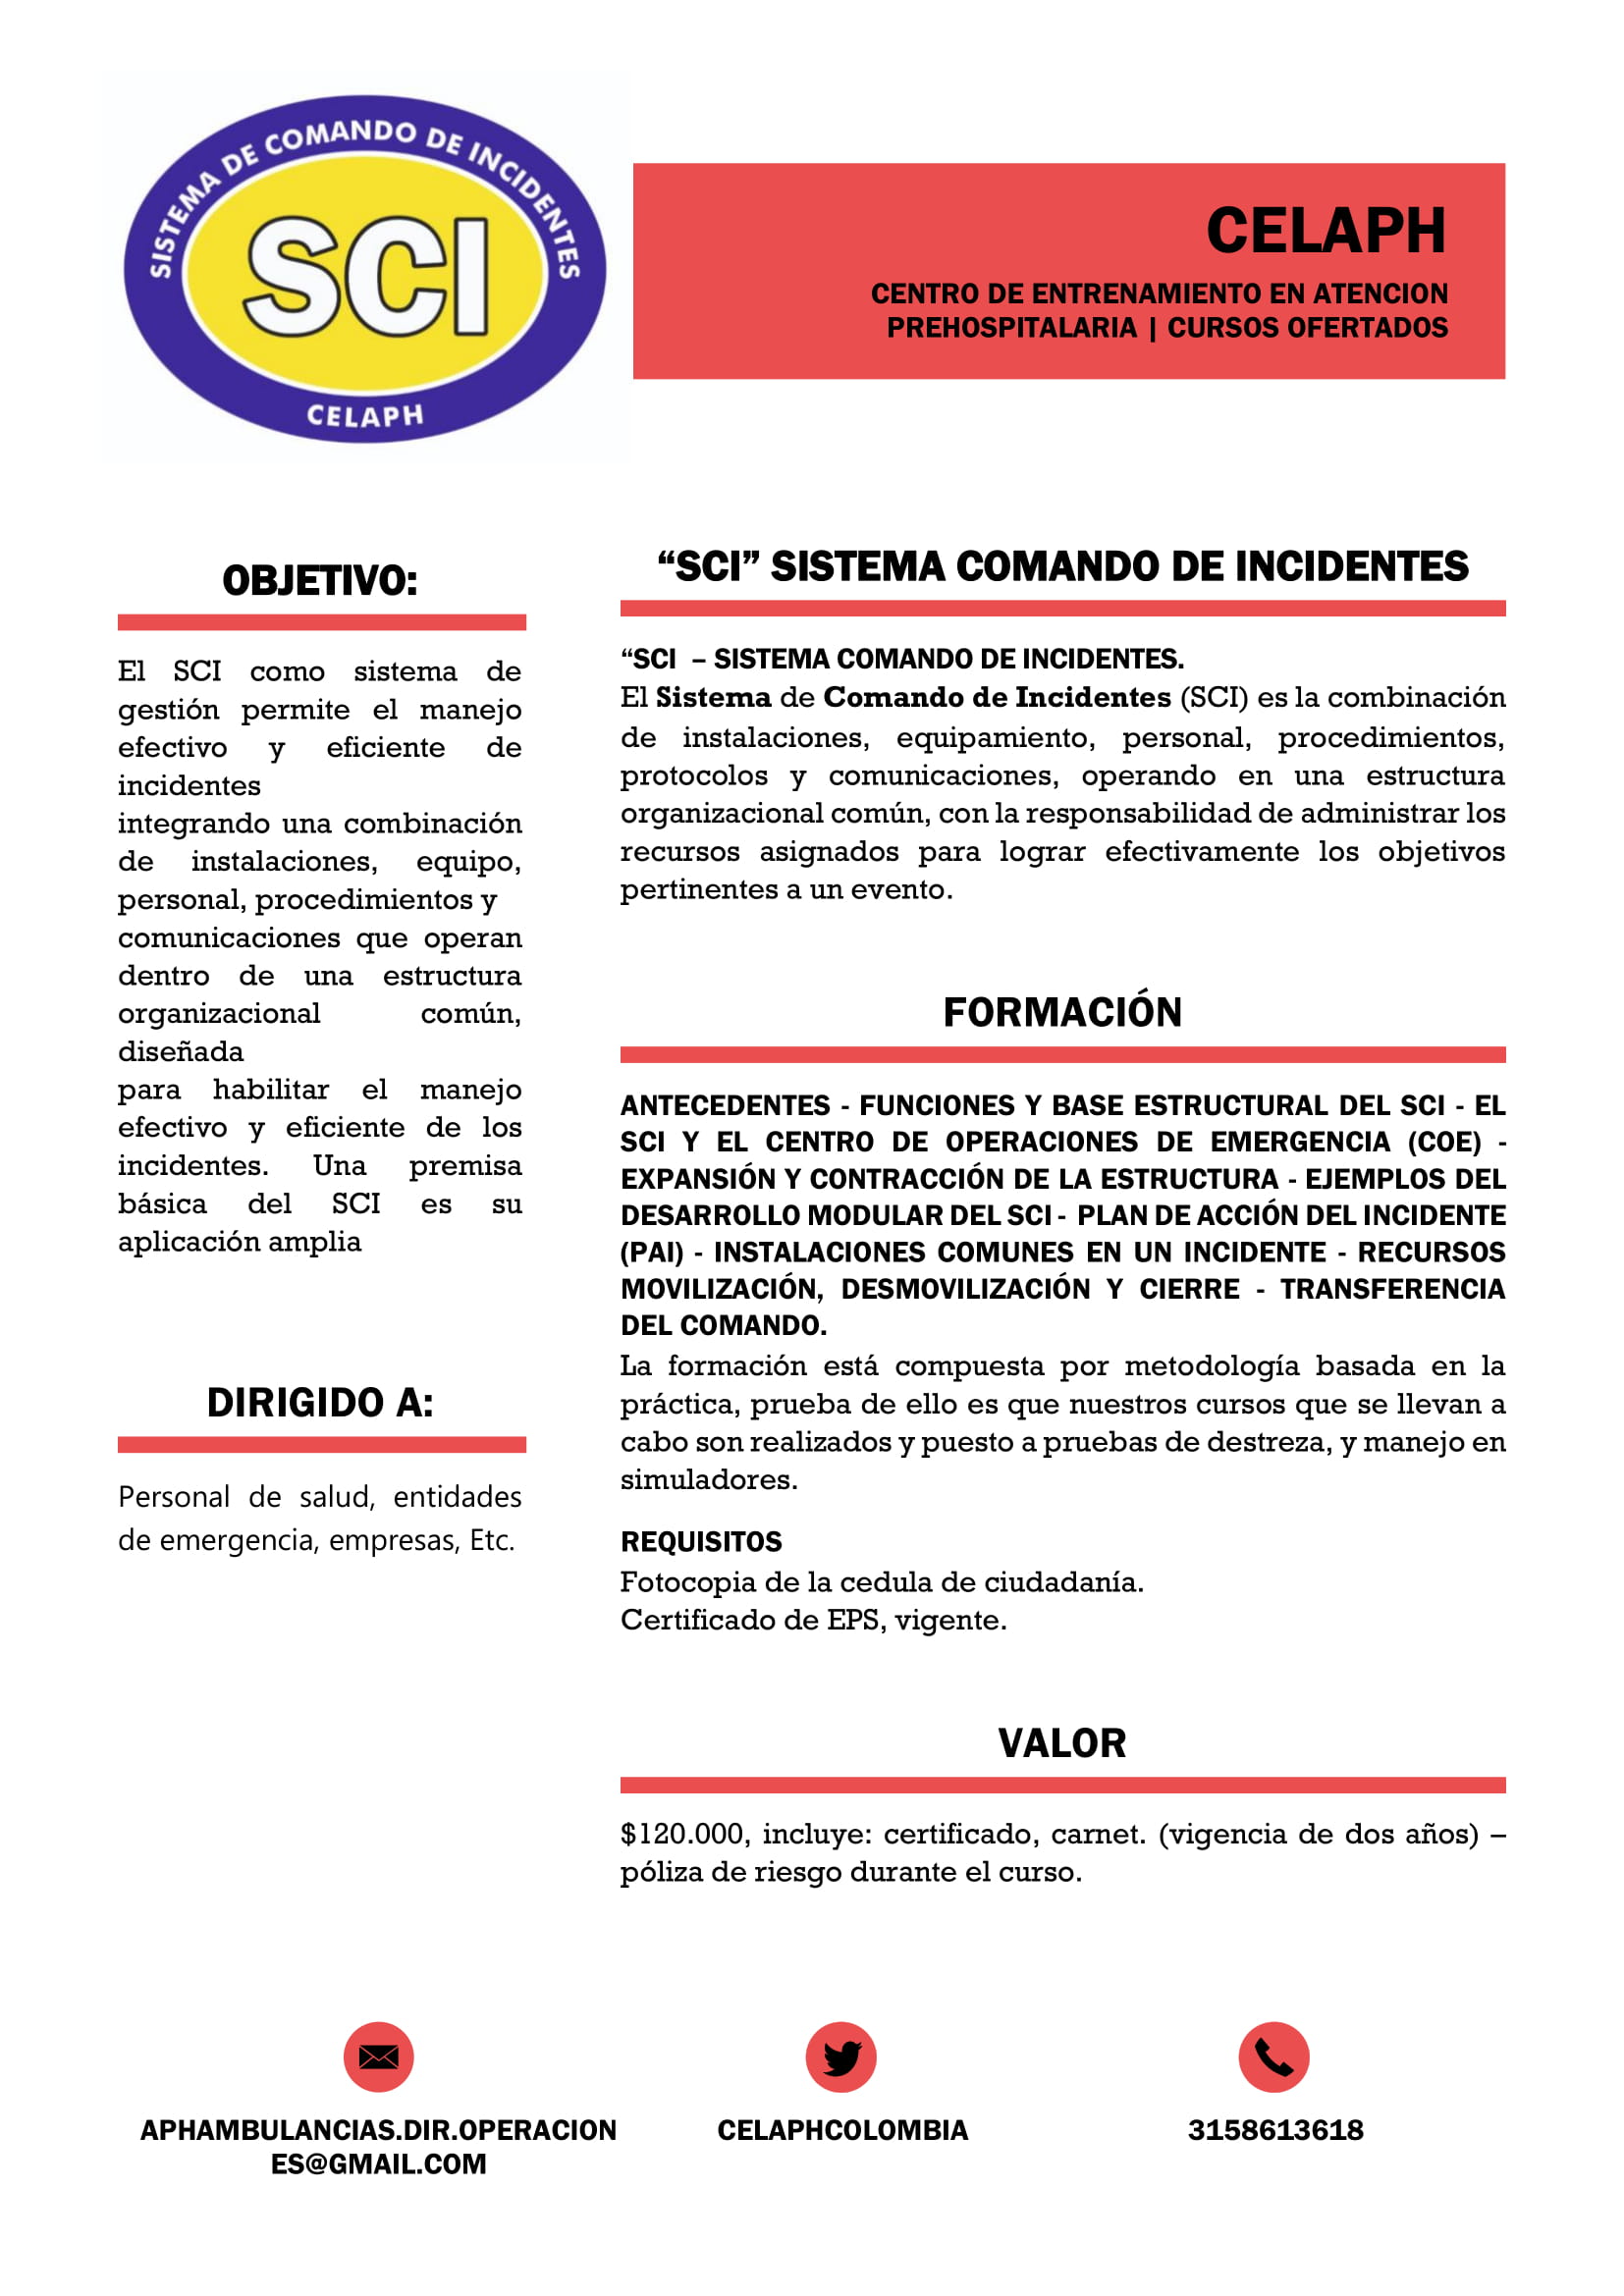 SISTEMA DE COMANDO DE INCIDENTES
SCI
CELAPH
CELAPH
CENTRO DE ENTRENAMIENTO EN ATENCION
PREHOSPITALARIA | CURSOS OFERTADOS
OBJETIVO:
El SCI como sistema de
gestión permite el manejo
efectivo y eficiente de
incidentes
integrando una combinación
de instalaciones, equipo,
personal, procedimientos y
comunicaciones que operan
dentro de una estructura
organizacional común,
diseñada
para habilitar el manejo
efectivo y eficiente de los
incidentes. Una premisa
básica del SCI es su
aplicación amplia
DIRIGIDO A:
Personal de salud, entidades
de emergencia, empresas, Etc.
“SCI” SISTEMA COMANDO DE INCIDENTES
“SCI – SISTEMA COMANDO DE INCIDENTES.
El Sistema de Comando de Incidentes (SCI) es la combinación
de instalaciones, equipamiento, personal, procedimientos,
protocolos y comunicaciones, operando en una estructura
organizacional común, con la responsabilidad de administrar los
recursos asignados para lograr efectivamente los objetivos
pertinentes a un evento.
FORMACIÓN
ANTECEDENTES - FUNCIONES Y BASE ESTRUCTURAL DEL SCI - EL
SCI Y EL CENTRO DE OPERACIONES DE EMERGENCIA (COE) -
EXPANSIÓN Y CONTRACCIÓN DE LA ESTRUCTURA - EJEMPLOS DEL
DESARROLLO MODULAR DEL SCI - PLAN DE ACCIÓN DEL INCIDENTE
(PAI) - INSTALACIONES COMUNES EN UN INCIDENTE - RECURSOS
MOVILIZACIÓN, DESMOVILIZACIÓN Y CIERRE - TRANSFERENCIA
DEL COMANDO.
La formación está compuesta por metodología basada en la
práctica, prueba de ello es que nuestros cursos que se llevan a
cabo son realizados y puesto a pruebas de destreza, y manejo en
simuladores.
REQUISITOS
Fotocopia de la cedula de ciudadanía.
Certificado de EPS, vigente.
VALOR
$120.000, incluye: certificado, carnet. (vigencia de dos años) –
póliza de riesgo durante el curso.
APHAMBULANCIAS.DIR.OPERACION
ES@GMAIL.COM
CELAPHCOLOMBIA
3158613618